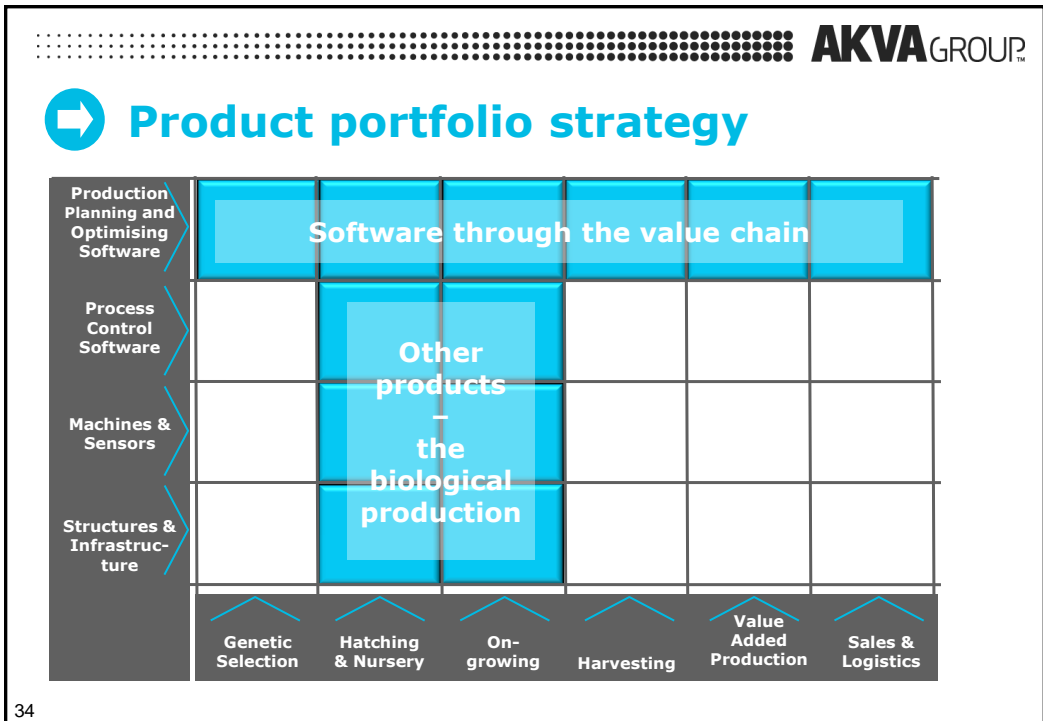 AKVAGROUP™
Product portfolio strategy
Production
Planning and
Optimising
Software
Software through the value chain
Process
Control
Software
Other
products
–
the
biological
production
Machines &
Sensors
Structures &
Infrastruc-
ture
Genetic
Selection
Hatching
& Nursery
On-
growing
Harvesting
Value
Added
Production
Sales &
Logistics
34